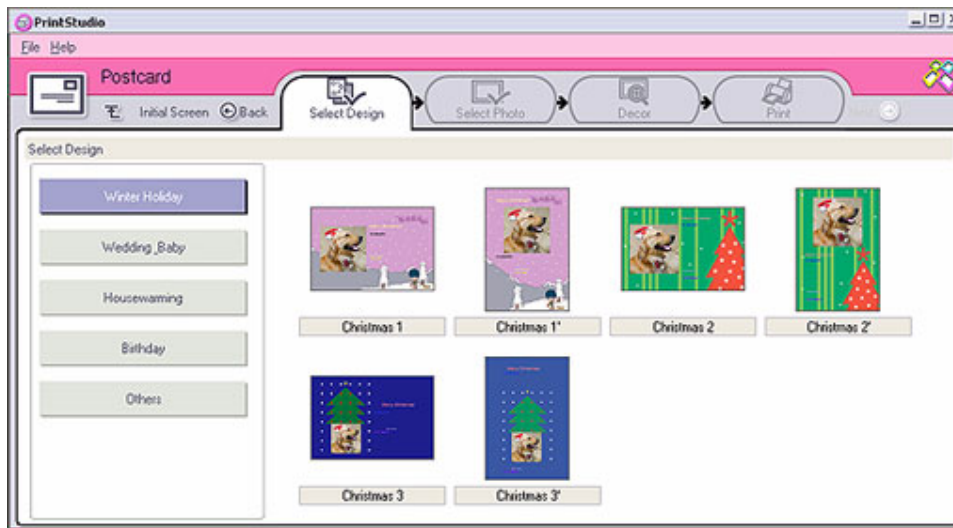 PrintStudio
File Help
Postcard
Initial Screen Back
Select Design
Select Photo
Decor
Print
Select Design
Winter Holiday
Wedding_Baby
Housewarming
Birthday
Others
Christmas 1
Christmas 1'
Christmas 2
Christmas 2'
Christmas 3
Christmas 3'